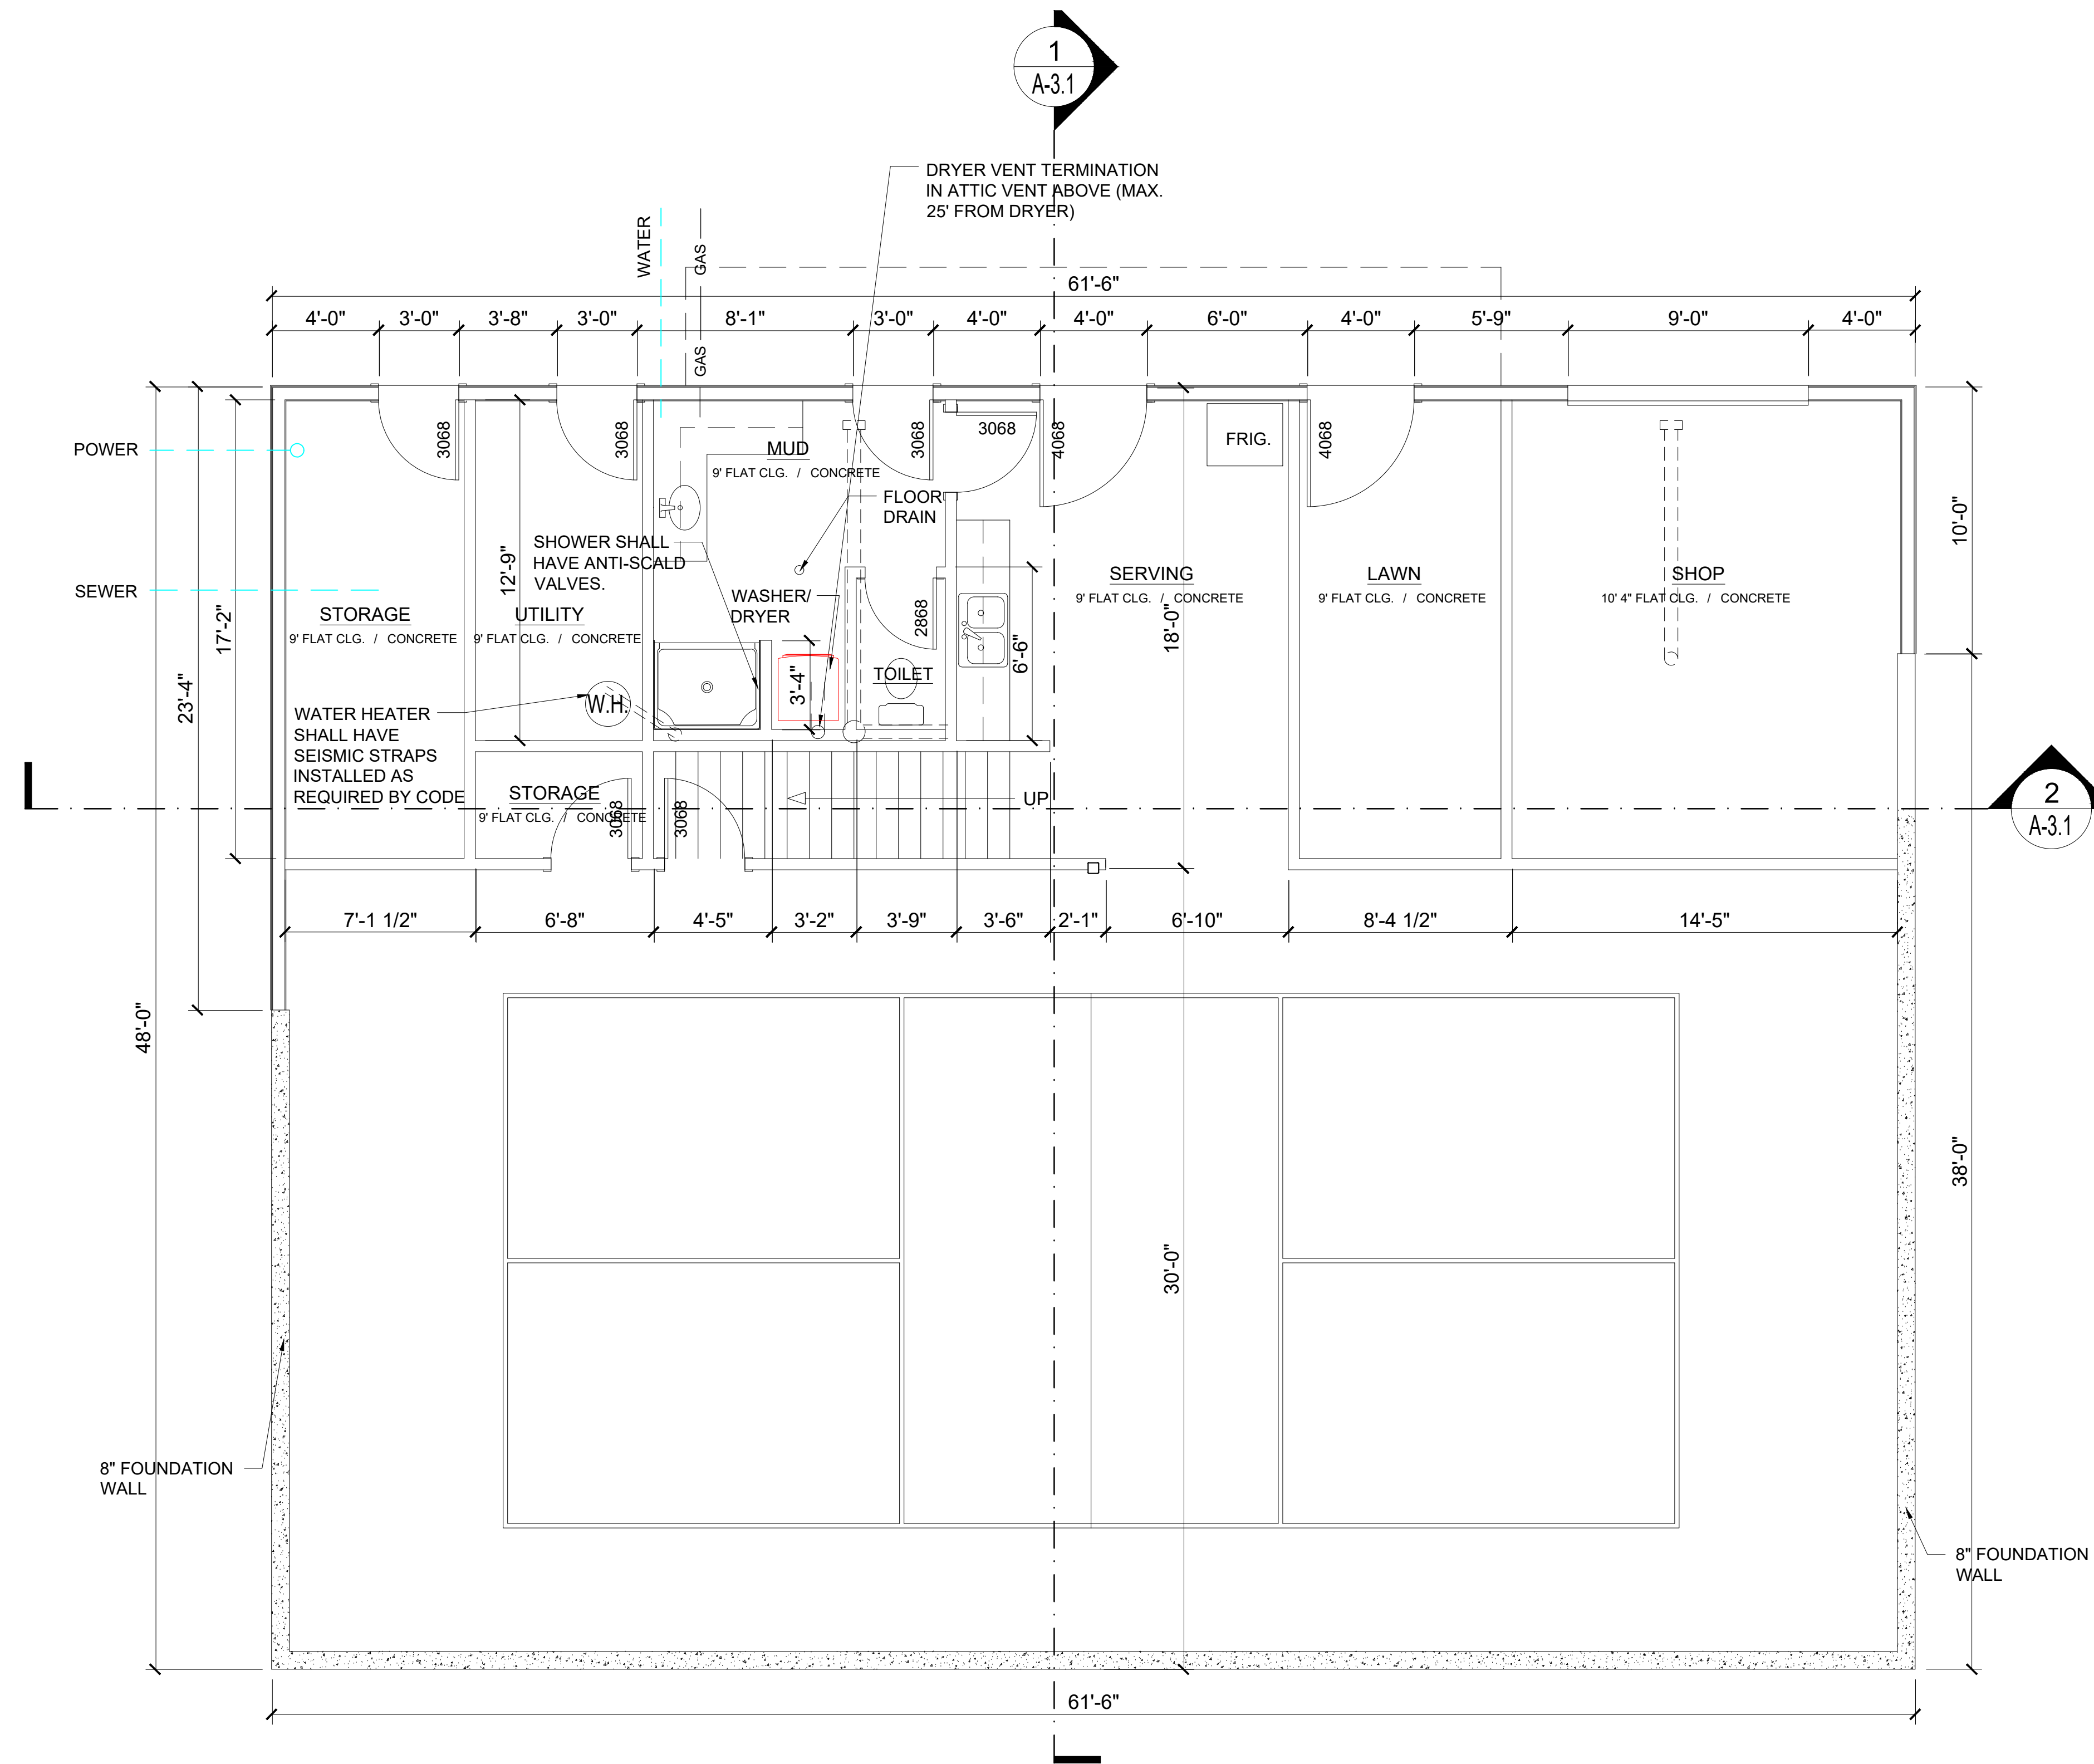 1
A-3.1
DRYER VENT TERMINATION
IN ATTIC VENT ABOVE (MAX.
25' FROM DRYER)
WATER
GAS
61'-6"
4'-0"
3'-0"
3'-8"
3'-0"
8'-1"
3'-0"
4'-0"
4'-0"
6'-0"
4'-0"
5'-9"
9'-0"
4'-0"
GAS
POWER
3068
3068
MUD
9' FLAT CLG. / CONCRETE
3068
3068
4068
FRIG.
4068
FLOOR
DRAIN
10'-0"
SHOWER SHALL
HAVE ANTI-SCALD
VALVES.
12'-9"
SEWER
WASHER/
DRYER
STORAGE
9' FLAT CLG. / CONCRETE
UTILITY
9' FLAT CLG. / CONCRETE
2868
SERVING
9' FLAT CLG. / CONCRETE
LAWN
9' FLAT CLG. / CONCRETE
SHOP
10' 4" FLAT CLG. / CONCRETE
17'-2"
18'-0"
6'-6"
3'-4"
TOILET
23'-4"
W.H.
WATER HEATER
SHALL HAVE
SEISMIC STRAPS
INSTALLED AS
REQUIRED BY CODE
STORAGE
9' FLAT CLG. / CONCRETE
3068
3068
UP
2
A-3.1
7'-1 1/2"
6'-8"
4'-5"
3'-2"
3'-9"
3'-6"
2'-1"
6'-10"
8'-4 1/2"
14'-5"
48'-0"
38'-0"
30'-0"
8" FOUNDATION
WALL
8" FOUNDATION
WALL
61'-6"